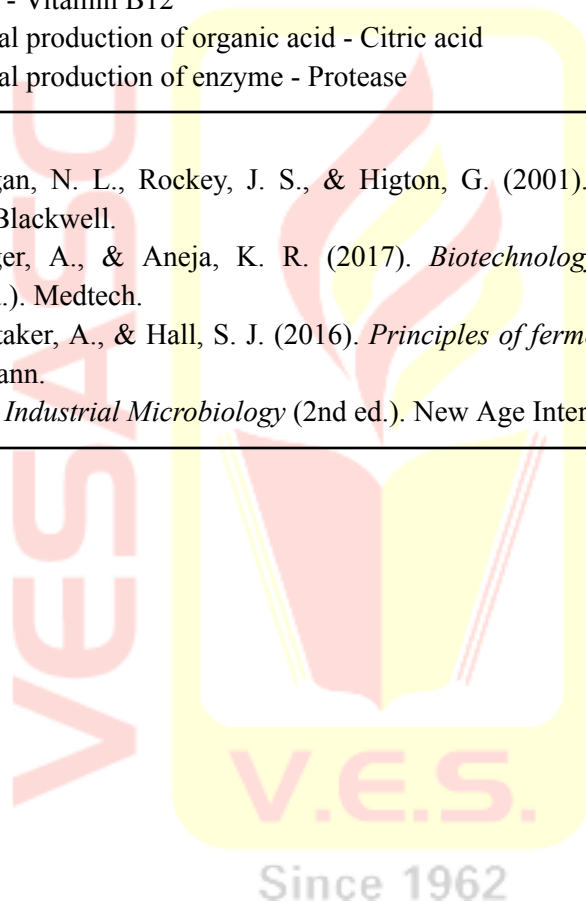 - Vitamin B12
al production of organic acid - Citric acid
al production of enzyme - Protease
gan, N. L., Rockey, J. S., & Higton, G. (2001).
Blackwell.
ger, A., & Aneja, K. R. (2017). Biotechnology
.). Medtech.
taker, A., & Hall, S. J. (2016). Principles of ferm
ann.
Industrial Microbiology (2nd ed.). New Age Inter
VESASC
V.E.S.
Since 1962